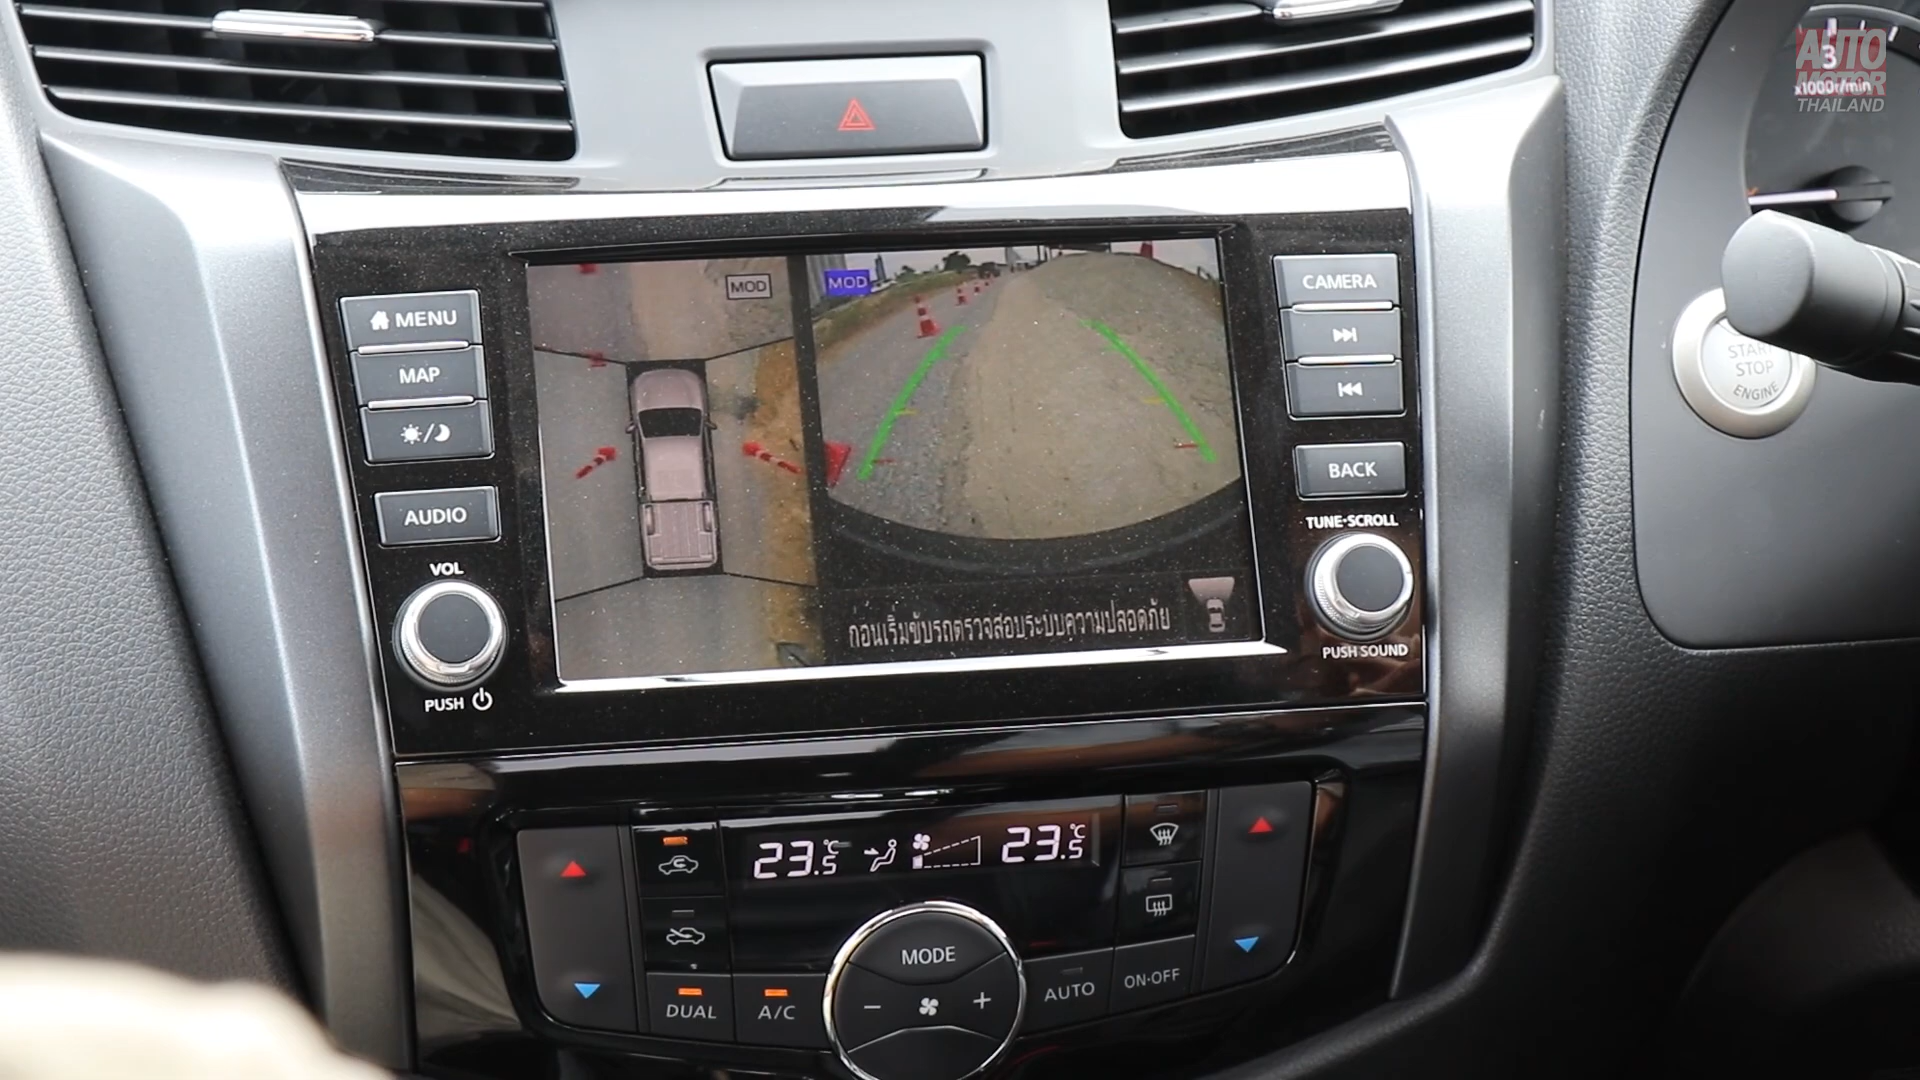 AUTO
MOTOR
THAILAND
3
x1000r/min
MENU
MAP
AUDIO
VOL
PUSH
MOD
MOD
ก่อนเริ่มขับรถตรวจสอบระบบความปลอดภัย
CAMERA
BACK
TUNE·SCROLL
PUSH SOUND
START
STOP
ENGINE
23.5°C
23.5°C
MODE
DUAL
A/C
− +
AUTO
ON·OFF